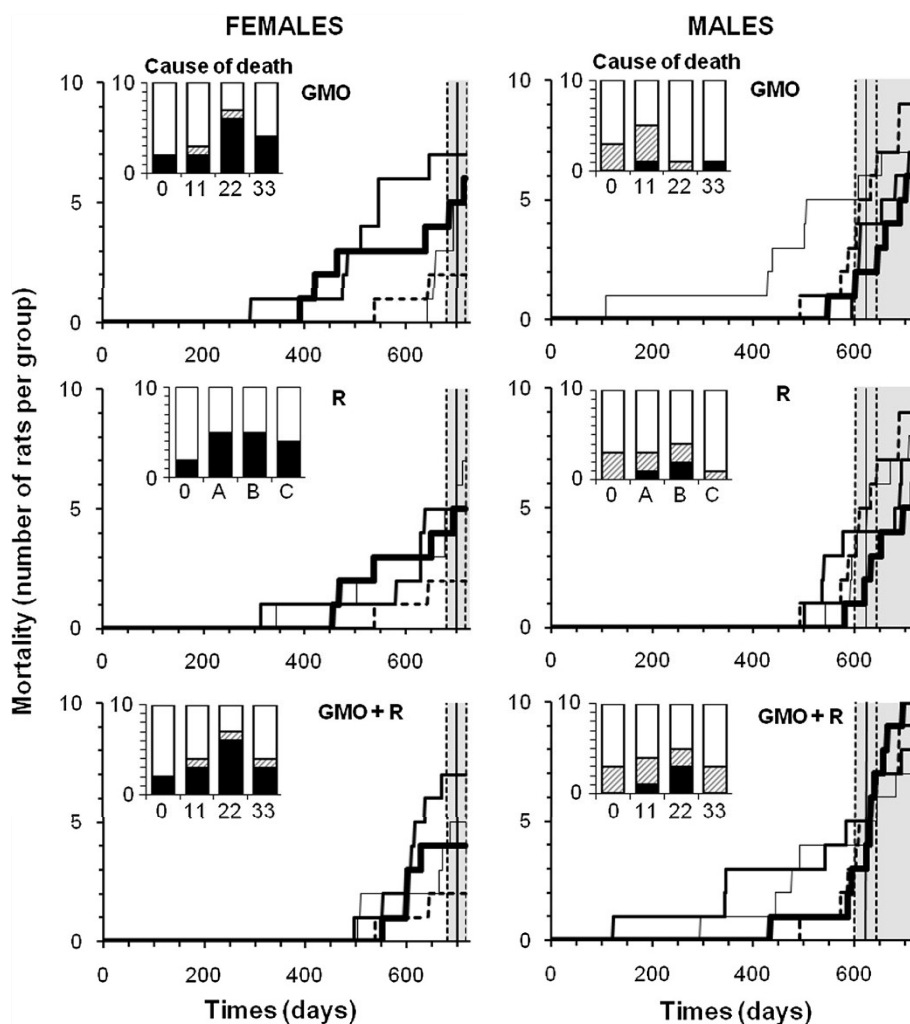 FEMALES
MALES
Mortality (number of rats per group)
Cause of death
GMO
10
0
0 11 22 33
10
5
0
0 200 400 600
Cause of death
GMO
10
0
0 11 22 33
10
5
0
0 200 400 600
R
10
0
0 A B C
10
5
0
0 200 400 600
R
10
0
0 A B C
10
5
0
0 200 400 600
GMO + R
10
0
0 11 22 33
10
5
0
0 200 400 600
Times (days)
GMO + R
10
0
0 11 22 33
10
5
0
0 200 400 600
Times (days)